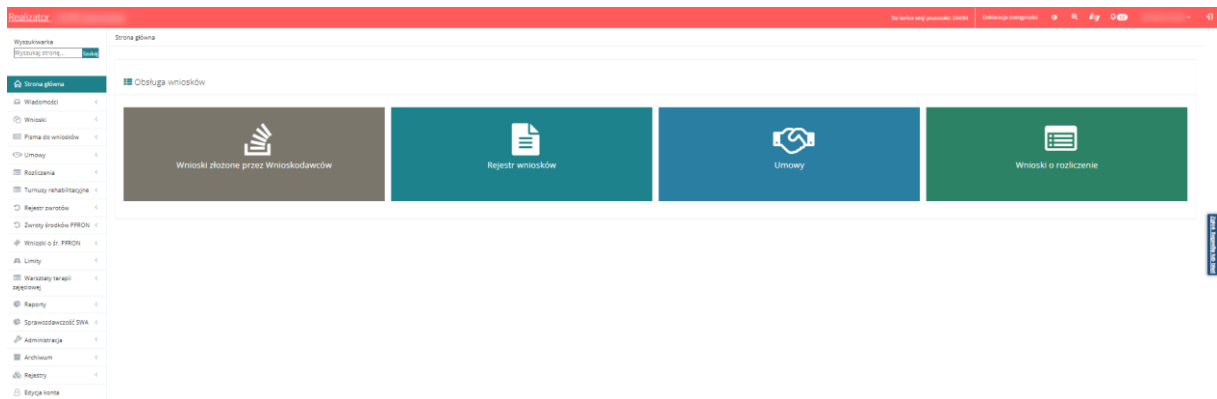 Realizator
Do końca sesji pozostało: 29:58
Deklaracja dostępności
Wyszukiwarka
Wyszukaj stronę...
Szukaj
Strona główna
Strona główna
Wiadomości
Wnioski
Pisma do wniosków
Umowy
Rozliczenia
Turnusy rehabilitacyjne
Rejestr zwrotów
Zwroty środków PFRON
Wnioski o śr. PFRON
Limity
Warsztaty terapii
zajęciowej
Raporty
Sprawozdawczość SWA
Administracja
Archiwum
Rejestry
Edycja konta
Obsługa wniosków
Wnioski złożone przez Wnioskodawców
Rejestr wniosków
Umowy
Wnioski o rozliczenie